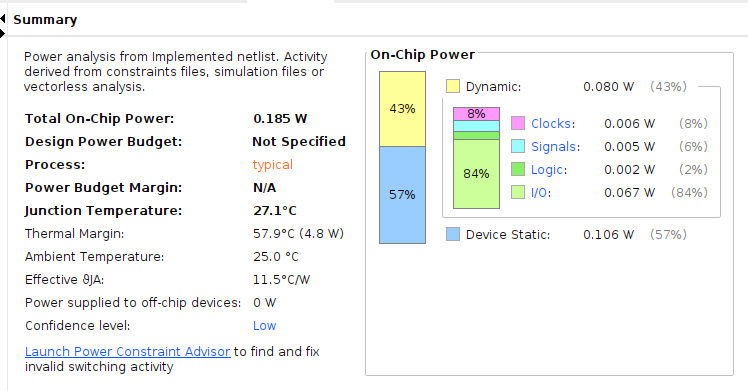 Summary
Power analysis from Implemented netlist. Activity
derived from constraints files, simulation files or
vectorless analysis.
Total On-Chip Power: 0.185 W
Design Power Budget: Not Specified
Process: typical
Power Budget Margin: N/A
Junction Temperature: 27.1°C
Thermal Margin: 57.9°C (4.8 W)
Ambient Temperature: 25.0 °C
Effective ϑJA: 11.5°C/W
Power supplied to off-chip devices: 0 W
Confidence level: Low
Launch Power Constraint Advisor to find and fix
invalid switching activity
On-Chip Power
43%
57%
Dynamic: 0.080 W (43%)
8%
84%
Clocks: 0.006 W (8%)
Signals: 0.005 W (6%)
Logic: 0.002 W (2%)
I/O: 0.067 W (84%)
Device Static: 0.106 W (57%)